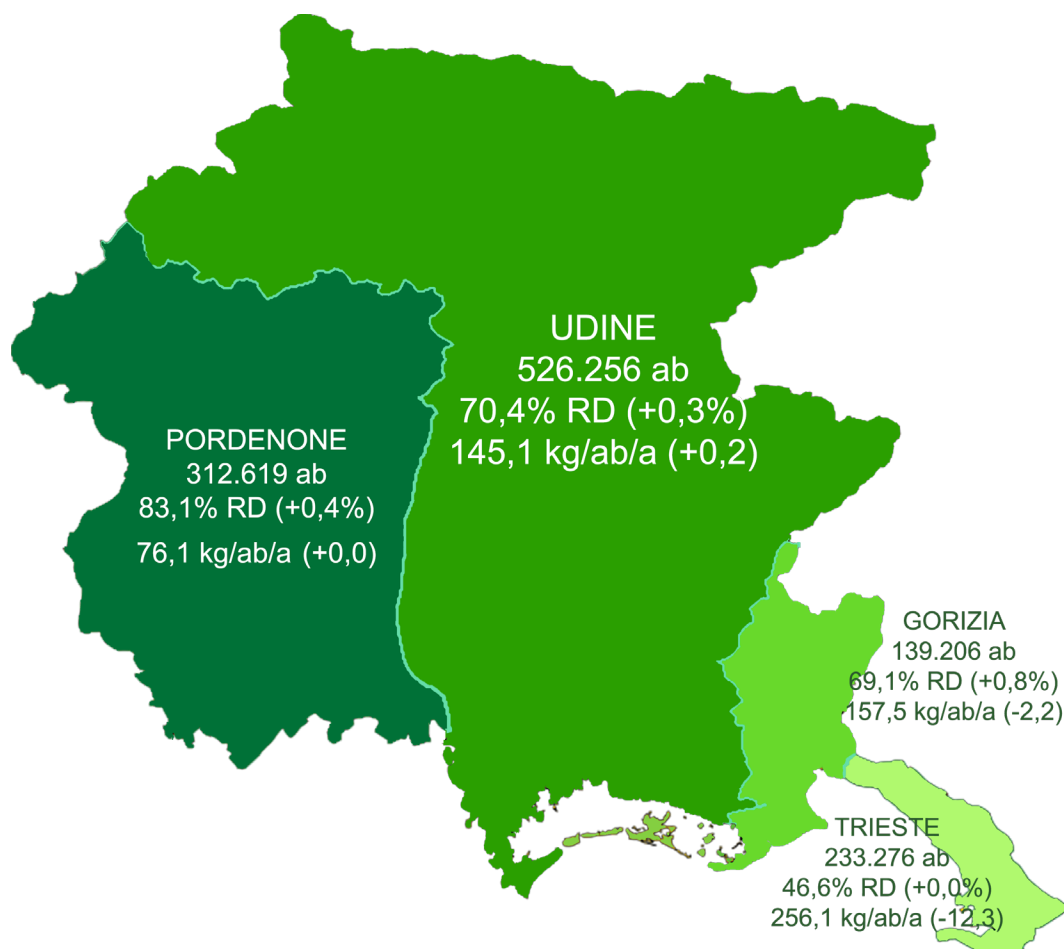 UDINE
526.256 ab
70,4% RD (+0,3%)
145,1 kg/ab/a (+0,2)
PORDENONE
312.619 ab
83,1% RD (+0,4%)
76,1 kg/ab/a (+0,0)
GORIZIA
139.206 ab
69,1% RD (+0,8%)
157,5 kg/ab/a (-2,2)
TRIESTE
233.276 ab
46,6% RD (+0,0%)
256,1 kg/ab/a (-12,3)